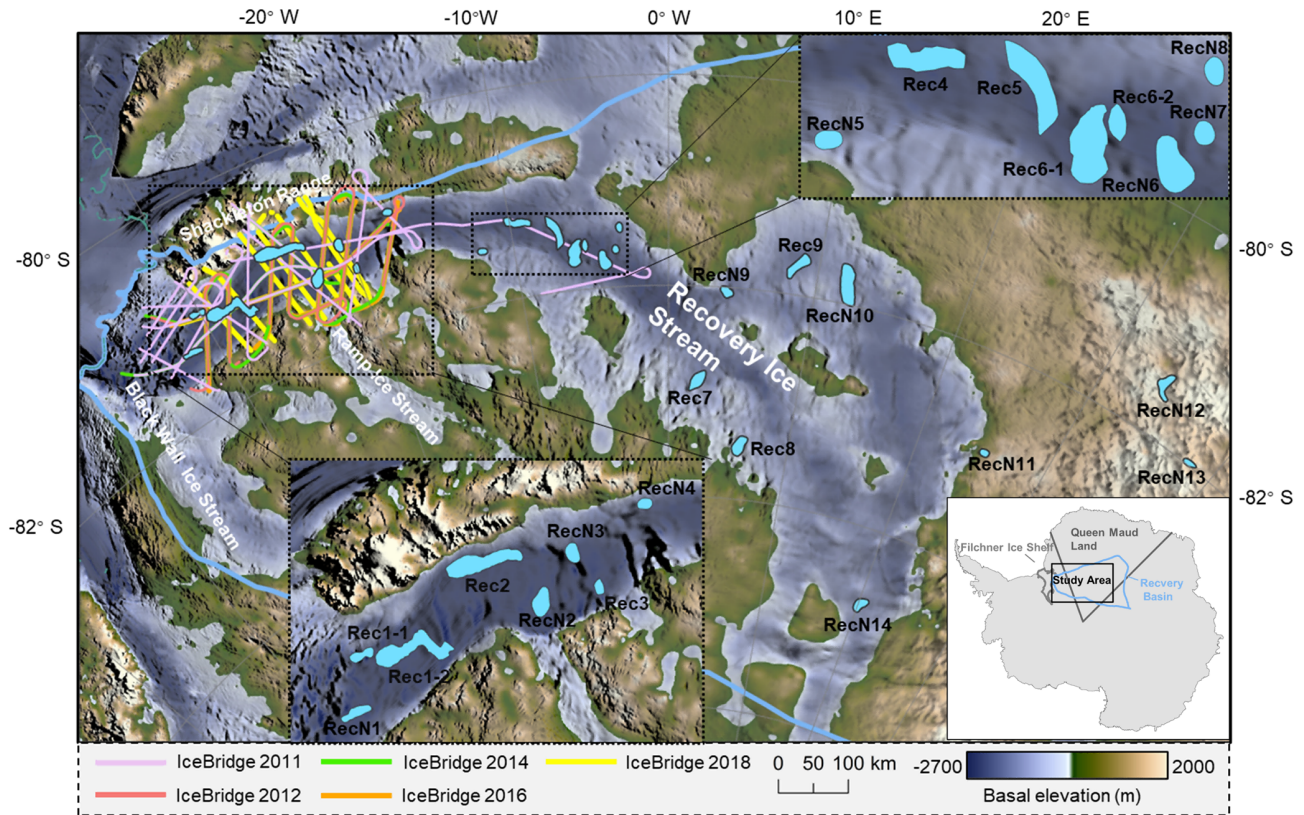 -20° W
-10° W
0° W
10° E
20° E
-80° S
-82° S
-80° S
-82° S
Rec4
Rec5
Rec6-2
RecN8
RecN7
RecN5
Rec6-1
RecN6
Shackleton Range
Recovery Ice
Stream
Ramp Ice Stream
Black Wall Ice Stream
Rec9
RecN9
RecN10
Rec7
Rec8
RecN11
RecN12
RecN13
RecN14
RecN4
RecN3
Rec2
Rec3
RecN2
Rec1-1
Rec1-2
RecN1
Queen Maud
Land
Filchner Ice Shelf
Study Area
Recvery
Basin
IceBridge 2011
IceBridge 2014
IceBridge 2018
IceBridge 2012
IceBridge 2016
0 50 100 km
-2700
2000
Basal elevation (m)